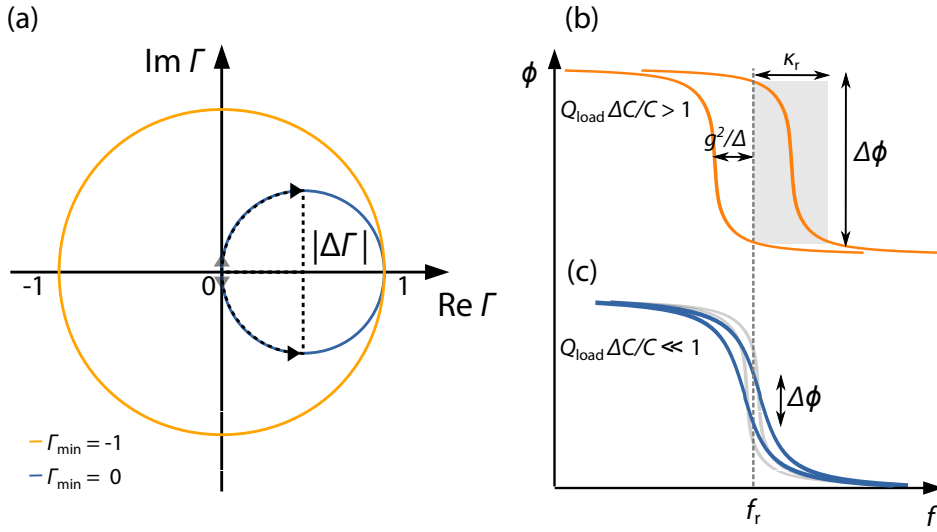 (a)
Im Γ
|ΔΓ|
-1
0
1
Re Γ
Γmin = -1
Γmin = 0
(b)
ϕ
κr
Qload ΔC/C > 1
g²/Δ
Δϕ
(c)
Qload ΔC/C ≪ 1
Δϕ
fr
f